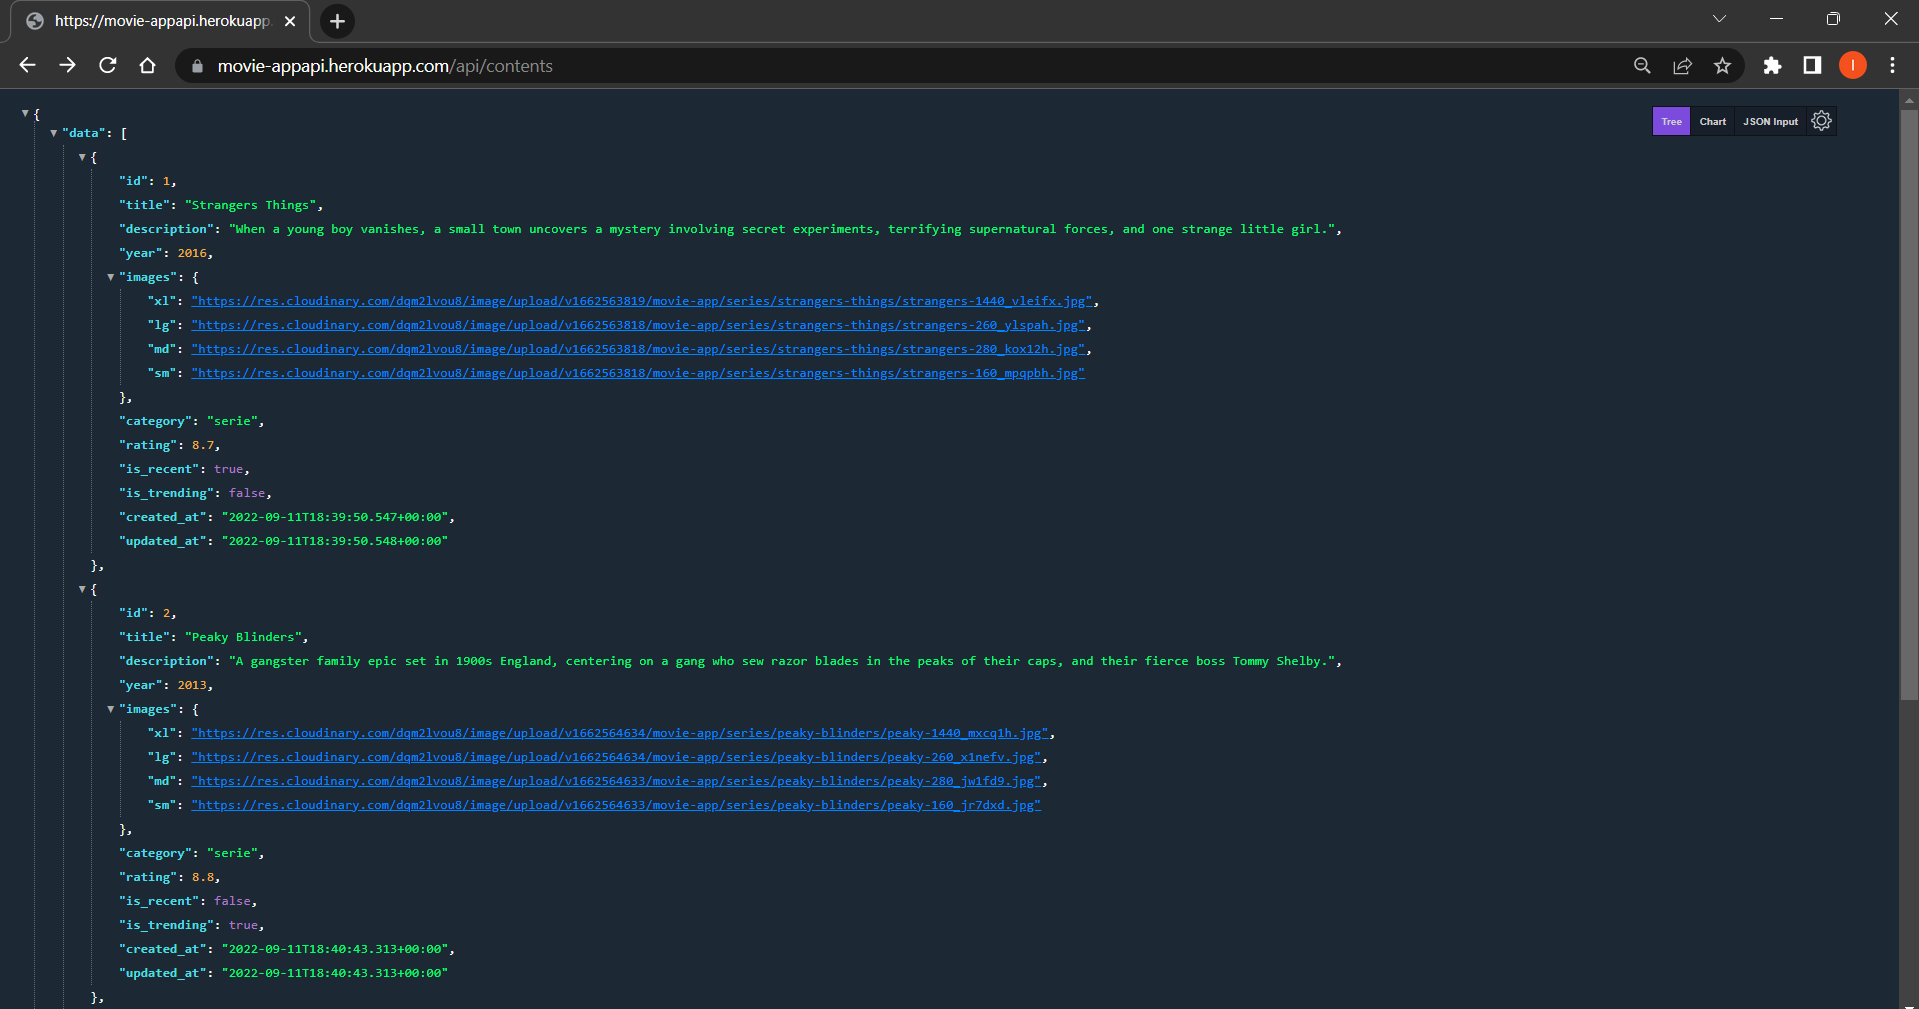 https://movie-appapi.herokuapp.
movie-appapi.herokuapp.com/api/contents
I
Tree Chart JSON Input
{
"data": [
{
"id": 1,
"title": "Strangers Things",
"description": "When a young boy vanishes, a small town uncovers a mystery involving secret experiments, terrifying supernatural forces, and one strange little girl.",
"year": 2016,
"images": {
"xl": "https://res.cloudinary.com/dqm2lvou8/image/upload/v1662563819/movie-app/series/strangers-things/strangers-1440_vleifx.jpg",
"lg": "https://res.cloudinary.com/dqm2lvou8/image/upload/v1662563818/movie-app/series/strangers-things/strangers-260_ylspah.jpg",
"md": "https://res.cloudinary.com/dqm2lvou8/image/upload/v1662563818/movie-app/series/strangers-things/strangers-280_kox12h.jpg",
"sm": "https://res.cloudinary.com/dqm2lvou8/image/upload/v1662563818/movie-app/series/strangers-things/strangers-160_mpqpbh.jpg"
},
"category": "serie",
"rating": 8.7,
"is_recent": true,
"is_trending": false,
"created_at": "2022-09-11T18:39:50.547+00:00",
"updated_at": "2022-09-11T18:39:50.548+00:00"
},
{
"id": 2,
"title": "Peaky Blinders",
"description": "A gangster family epic set in 1900s England, centering on a gang who sew razor blades in the peaks of their caps, and their fierce boss Tommy Shelby.",
"year": 2013,
"images": {
"xl": "https://res.cloudinary.com/dqm2lvou8/image/upload/v1662564634/movie-app/series/peaky-blinders/peaky-1440_mxcq1h.jpg",
"lg": "https://res.cloudinary.com/dqm2lvou8/image/upload/v1662564634/movie-app/series/peaky-blinders/peaky-260_x1nefv.jpg",
"md": "https://res.cloudinary.com/dqm2lvou8/image/upload/v1662564633/movie-app/series/peaky-blinders/peaky-280_jw1fd9.jpg",
"sm": "https://res.cloudinary.com/dqm2lvou8/image/upload/v1662564633/movie-app/series/peaky-blinders/peaky-160_jr7dxd.jpg"
},
"category": "serie",
"rating": 8.8,
"is_recent": false,
"is_trending": true,
"created_at": "2022-09-11T18:40:43.313+00:00",
"updated_at": "2022-09-11T18:40:43.313+00:00"
},